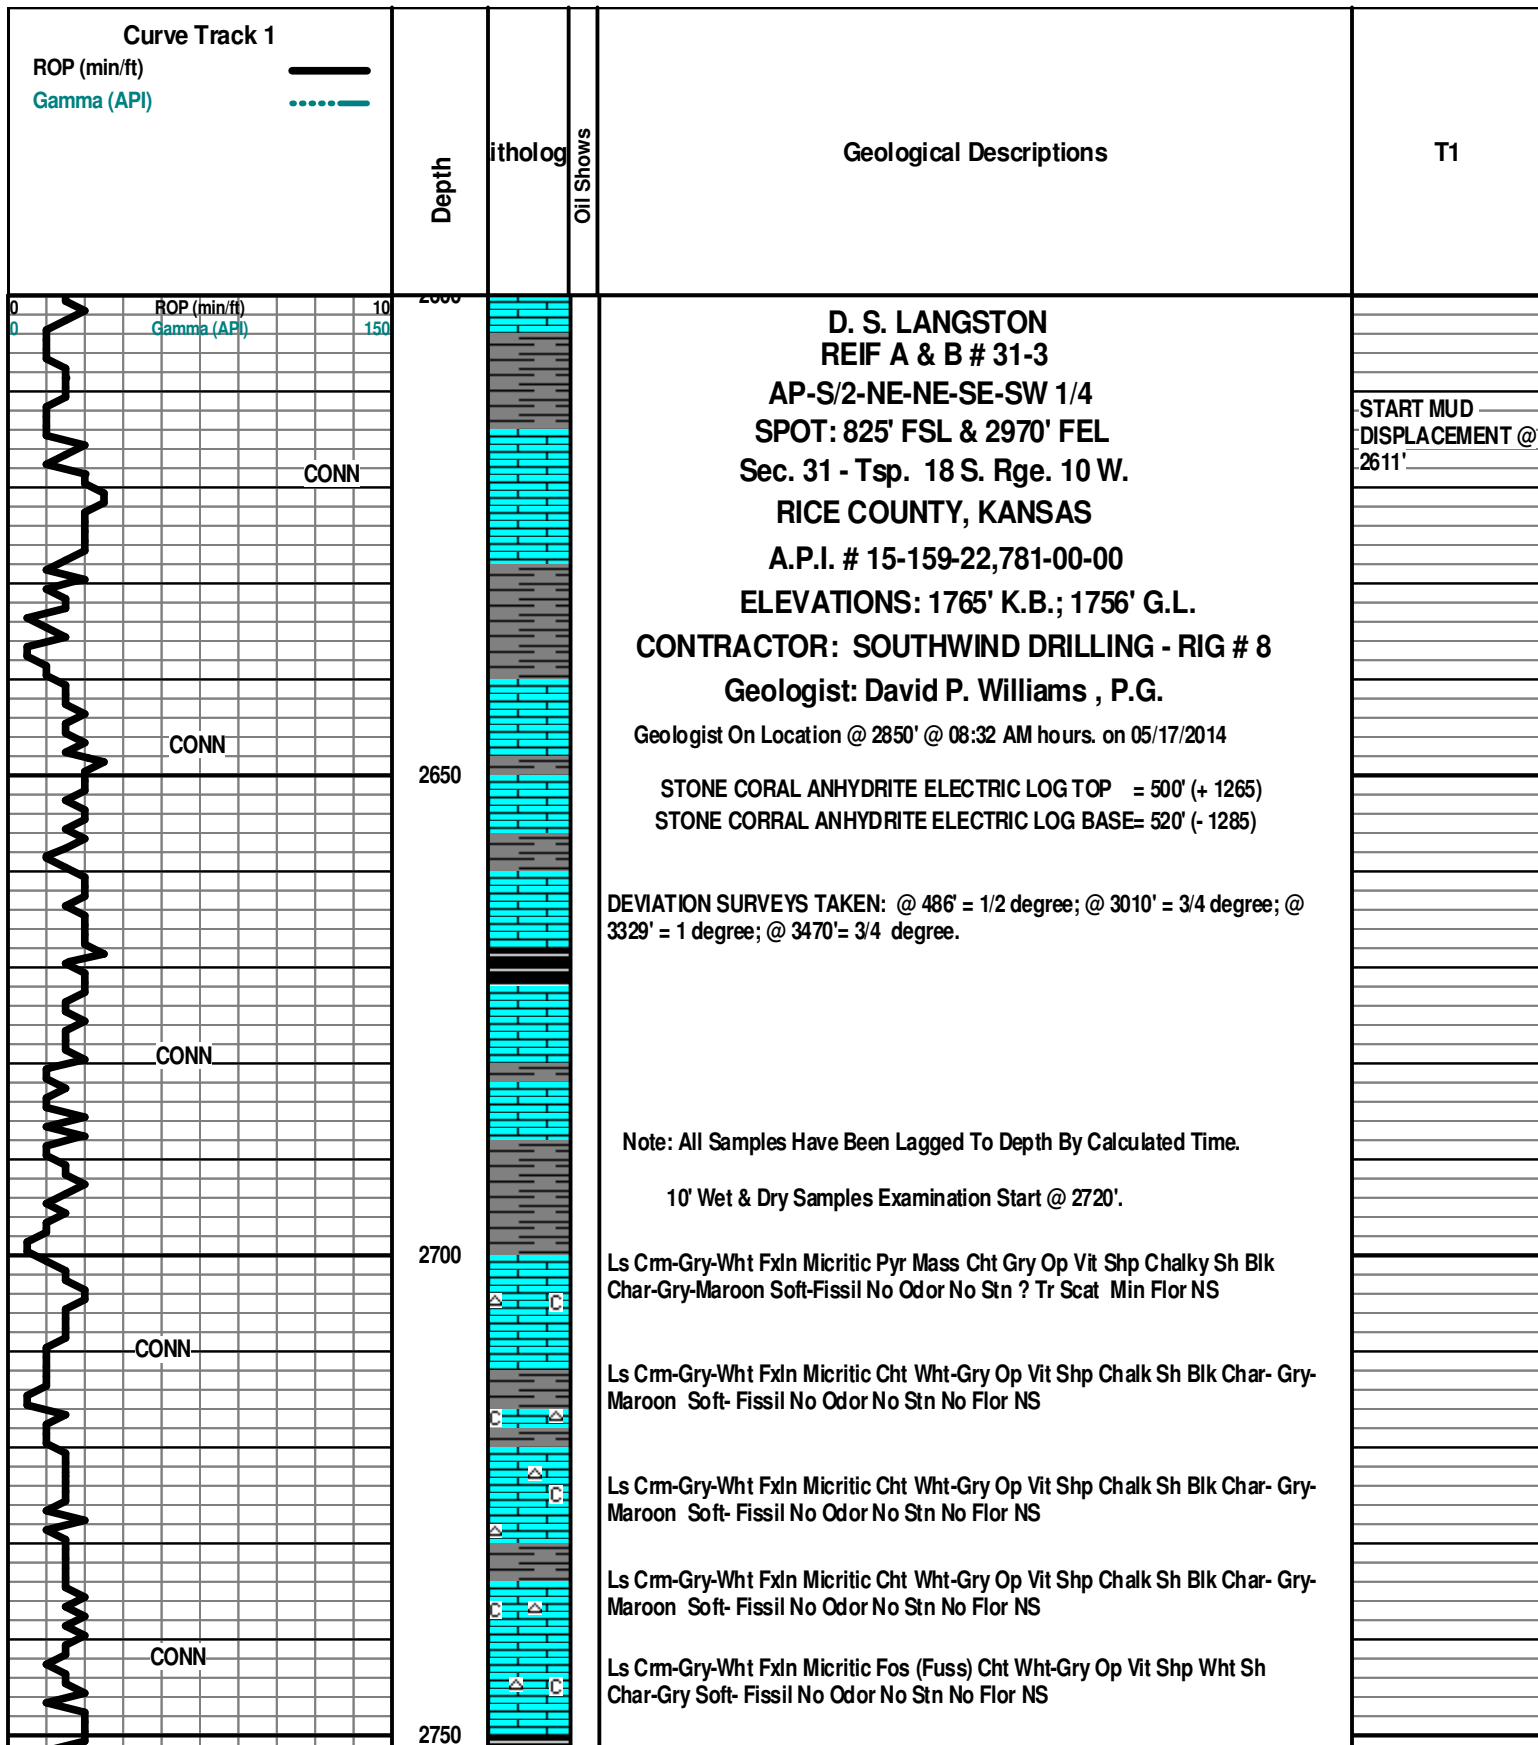 Curve Track 1
ROP (min/ft)
Gamma (API)
Depth
itholog
Oil Shows
Geological Descriptions
T1
0 ROP (min/ft) 10
0 Gamma (API) 150
2600
D. S. LANGSTON
REIF A & B # 31-3
AP-S/2-NE-NE-SE-SW 1/4
SPOT: 825' FSL & 2970' FEL
Sec. 31 - Tsp. 18 S. Rge. 10 W.
RICE COUNTY, KANSAS
A.P.I. # 15-159-22,781-00-00
ELEVATIONS: 1765' K.B.; 1756' G.L.
CONTRACTOR: SOUTHWIND DRILLING - RIG # 8
Geologist: David P. Williams , P.G.
Geologist On Location @ 2850' @ 08:32 AM hours. on 05/17/2014
START MUD
DISPLACEMENT @
2611'
CONN
CONN
2650
STONE CORAL ANHYDRITE ELECTRIC LOG TOP = 500' (+ 1265)
STONE CORRAL ANHYDRITE ELECTRIC LOG BASE= 520' (- 1285)
DEVIATION SURVEYS TAKEN: @ 486' = 1/2 degree; @ 3010' = 3/4 degree; @
3329' = 1 degree; @ 3470'= 3/4 degree.
CONN
Note: All Samples Have Been Lagged To Depth By Calculated Time.
10' Wet & Dry Samples Examination Start @ 2720'.
2700
Ls Crm-Gry-Wht Fxln Micritic Pyr Mass Cht Gry Op Vit Shp Chalky Sh Blk
Char-Gry-Maroon Soft-Fissil No Odor No Stn ? Tr Scat Min Flor NS
C
CONN
Ls Crm-Gry-Wht Fxln Micritic Cht Wht-Gry Op Vit Shp Chalk Sh Blk Char- Gry-
Maroon Soft- Fissil No Odor No Stn No Flor NS
C
Ls Crm-Gry-Wht Fxln Micritic Cht Wht-Gry Op Vit Shp Chalk Sh Blk Char- Gry-
Maroon Soft- Fissil No Odor No Stn No Flor NS
C
Ls Crm-Gry-Wht Fxln Micritic Cht Wht-Gry Op Vit Shp Chalk Sh Blk Char- Gry-
Maroon Soft- Fissil No Odor No Stn No Flor NS
C
CONN
Ls Crm-Gry-Wht Fxln Micritic Fos (Fuss) Cht Wht-Gry Op Vit Shp Wht Sh
Char-Gry Soft- Fissil No Odor No Stn No Flor NS
C
2750